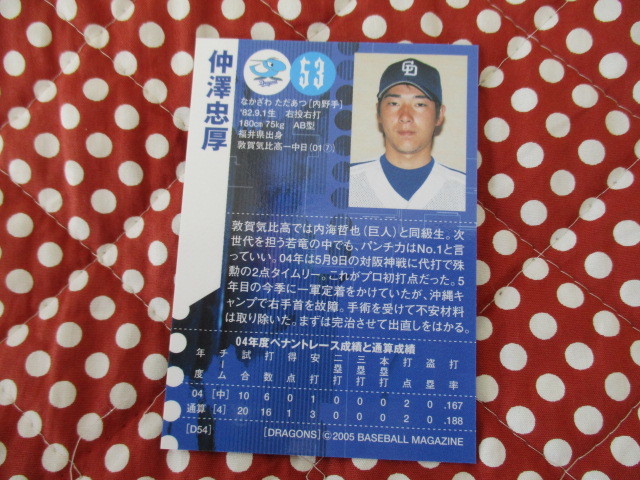 仲澤忠厚
Dragons
53
なかざわ ただあつ [内野手]
'82.9.1生 右投右打
180cm 75kg AB型
福井県出身
敦賀気比高―中日(01⑦)
CD
敦賀気比高では内海哲也(巨人)と同級生。次
世代を担う若竜の中でも、パンチ力はNo.1と言
っていい。04年は5月9日の対阪神戦に代打で殊
勲の2点タイムリー。これがプロ初打点だった。5
年目の今季に一軍定着をかけていたが、沖縄キ
ャンプで右手首を故障。手術を受けて不安材料
は取り除いた。まずは完治させて出直しをはかる。
04年度ペナントレース成績と通算成績
年度 チーム 試合 打数 得点 安打 二塁打 三塁打 本塁打 打点 盗塁 打率
04 [中] 10 6 0 1 0 0 0 2 0 .167
通算 [4] 20 16 1 3 0 0 0 2 0 .188
[D54]
[DRAGONS] ©2005 BASEBALL MAGAZINE